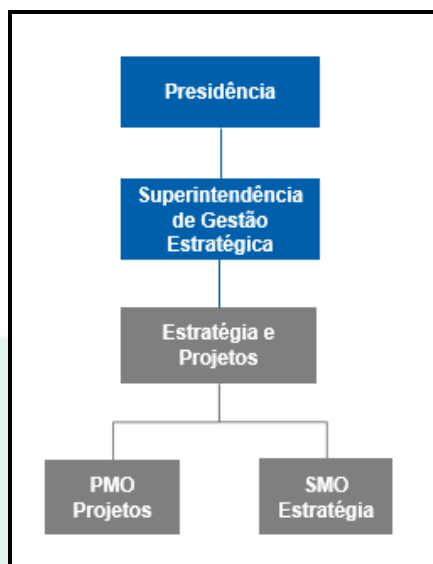 Presidência
Superintendência
de Gestão
Estratégica
Estratégia e
Projetos
PMO
Projetos
SMO
Estratégia